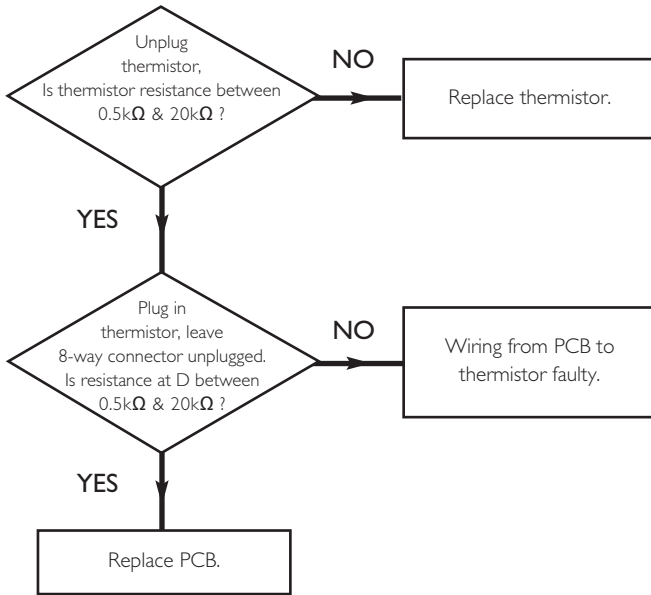 Unplug
thermistor,
Is thermistor resistance between
0.5kΩ & 20kΩ ?
NO
Replace thermistor.
YES
Plug in
thermistor, leave
8-way connector unplugged.
Is resistance at D between
0.5kΩ & 20kΩ ?
NO
Wiring from PCB to
thermistor faulty.
YES
Replace PCB.